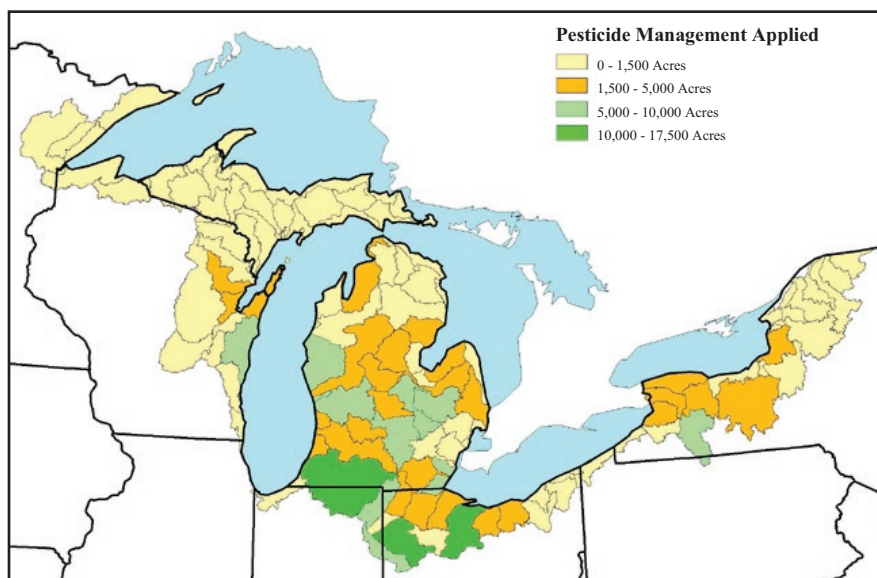 Pesticide Management Applied
0 - 1,500 Acres
1,500 - 5,000 Acres
5,000 - 10,000 Acres
10,000 - 17,500 Acres